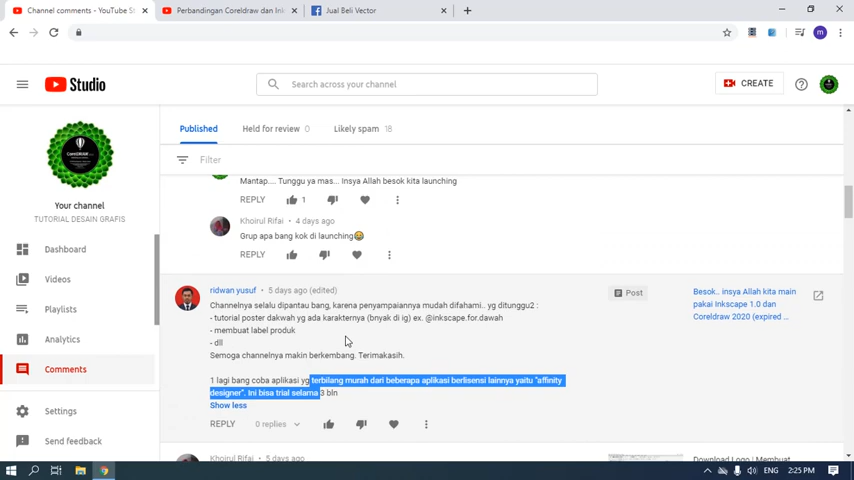 Channel comments - YouTube St
Perbandingan Coreldraw dan Ink
Jual Beli Vector
m
Studio
Search across your channel
CREATE
Published
Held for review 0
Likely spam 18
Filter
Your channel
TUTORIAL DESAIN GRAFIS
Dashboard
Videos
Playlists
Analytics
Comments
Settings
Send feedback
Mantap.... Tunggu ya mas... Insya Allah besok kita launching
REPLY 1
Khoirul Rifai • 4 days ago
Grup apa bang kok di launching
REPLY
ridwan yusuf • 5 days ago (edited)
Channelnya selalu dipantau bang, karena penyampaiannya mudah difahami.. yg ditunggu2 :
- tutorial poster dakwah yg ada karakternya (bnyak di ig) ex. @inkscape.for.dawah
- membuat label produk
- dll
Semoga channelnya makin berkembang. Terimakasih.
1 lagi bang coba aplikasi yg terbilang murah dari beberapa aplikasi berlisensi lainnya yaitu "affinity
designer". Ini bisa trial selama 3 bln
Show less
REPLY 0 replies
Post
Besok.. insya Allah kita main
pakai Inkscape 1.0 dan
Coreldraw 2020 (expired ...
Khoirul Rifai • 5 days ago
Download Logo | Membuat
ENG 2:25 PM